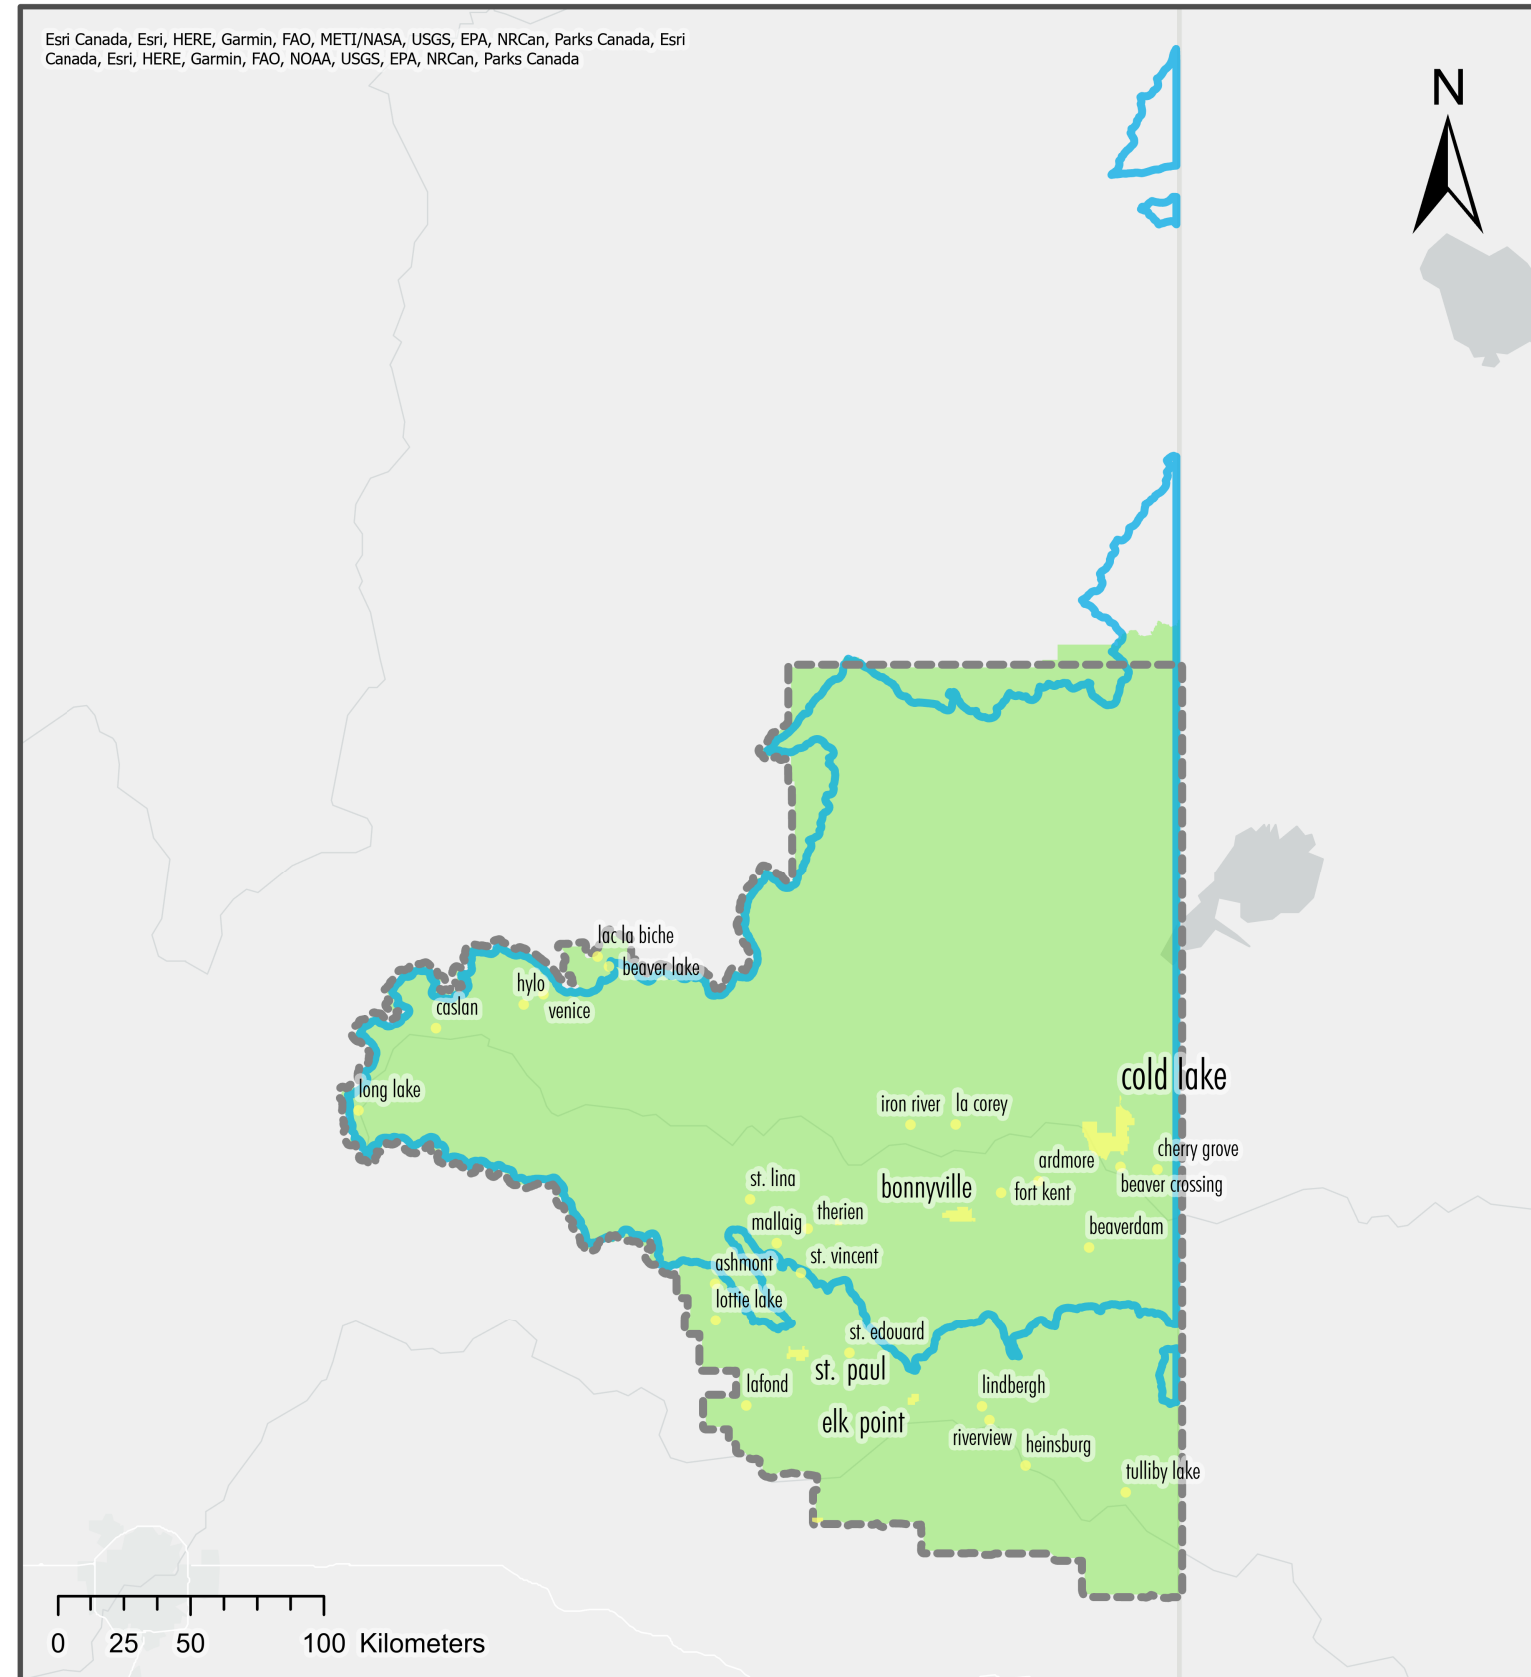 Esri Canada, Esri, HERE, Garmin, FAO, METI/NASA, USGS, EPA, NRCan, Parks Canada, Esri
Canada, Esri, HERE, Garmin, FAO, NOAA, USGS, EPA, NRCan, Parks Canada
N
lac la biche
beaver lake
hylo
venice
caslan
long lake
cold lake
iron river
la corey
cherry grove
ardmore
beaver crossing
st. lina
bonnyville
fort kent
therien
mallaig
beaverdam
st. vincent
ashmont
lottie lake
st. edouard
st. paul
lafond
lindbergh
elk point
riverview
heinsburg
tulliby lake
0 25 50 100 Kilometers